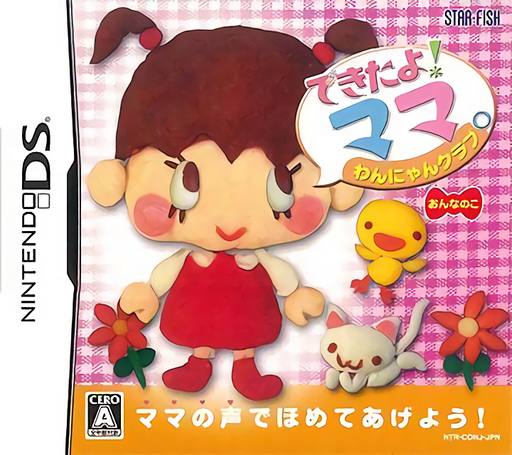 NINTENDO DS
STAR-FISH
できたよ!
ママ。
わんにゃんクラブ
おんなのこ
CERO
A
ママの声でほめてあげよう!
NTR-CDNJ-JPN